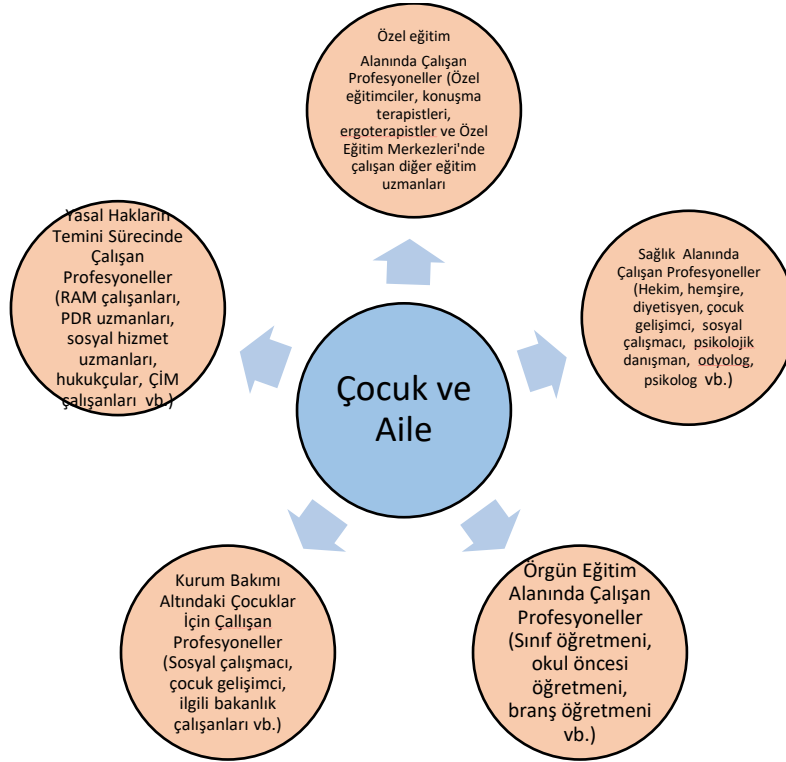 Özel eğitim
Alanında Çalışan
Profesyoneller (Özel
eğitimciler, konuşma
terapistleri,
ergoterapistler ve Özel
Eğitim Merkezleri'nde
çalışan diğer eğitim
uzmanları
Yasal Hakların
Temini Sürecinde
Çalışan
Profesyoneller
(RAM çalışanları,
PDR uzmanları,
sosyal hizmet
uzmanları,
hukukçular, ÇİM
çalışanları vb.)
Sağlık Alanında
Çalışan Profesyoneller
(Hekim, hemşire,
diyetisyen, çocuk
gelişimci, sosyal
çalışmacı, psikolojik
danışman, odyolog,
psikolog vb.)
Çocuk ve
Aile
Kurum Bakımı
Altındaki Çocuklar
İçin Çallışan
Profesyoneller
(Sosyal çalışmacı,
çocuk gelişimci,
ilgili bakanlık
çalışanları vb.)
Örgün Eğitim
Alanında Çalışan
Profesyoneller
(Sınıf öğretmeni,
okul öncesi
öğretmeni,
branş öğretmeni
vb.)